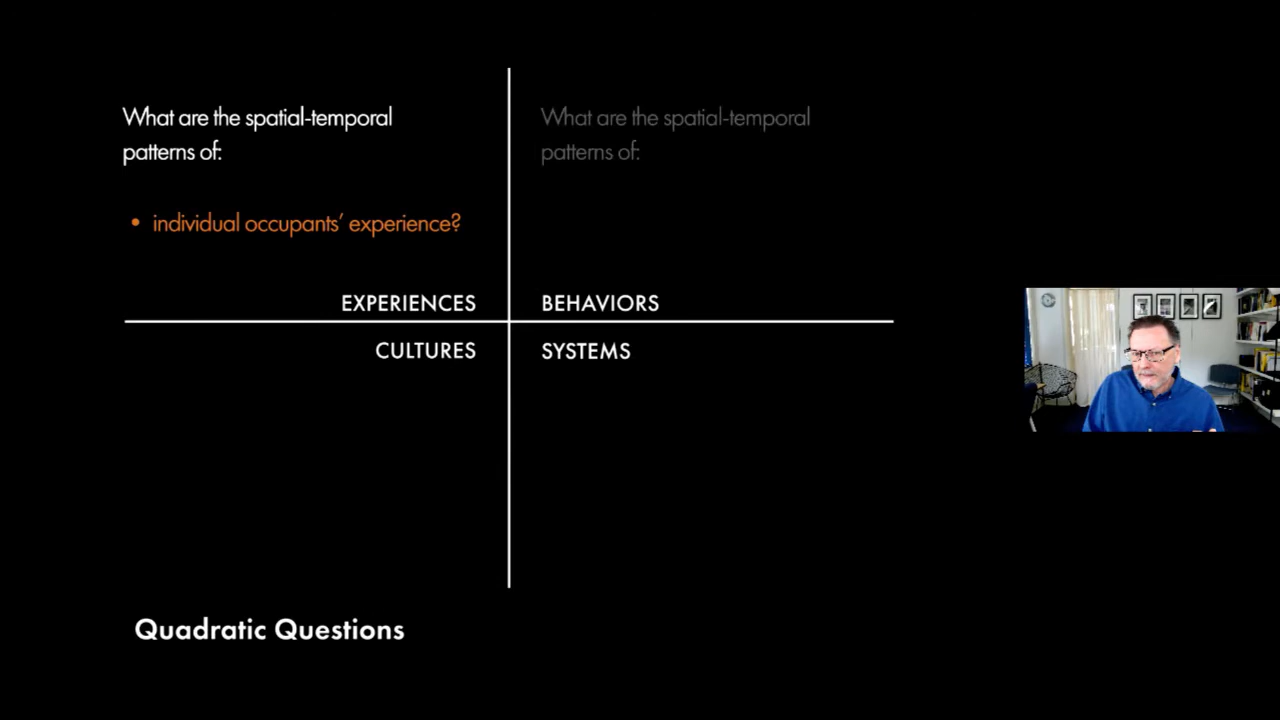 What are the spatial-temporal
patterns of:
• individual occupants’ experience?
What are the spatial-temporal
patterns of:
EXPERIENCES
BEHAVIORS
CULTURES
SYSTEMS
Quadratic Questions